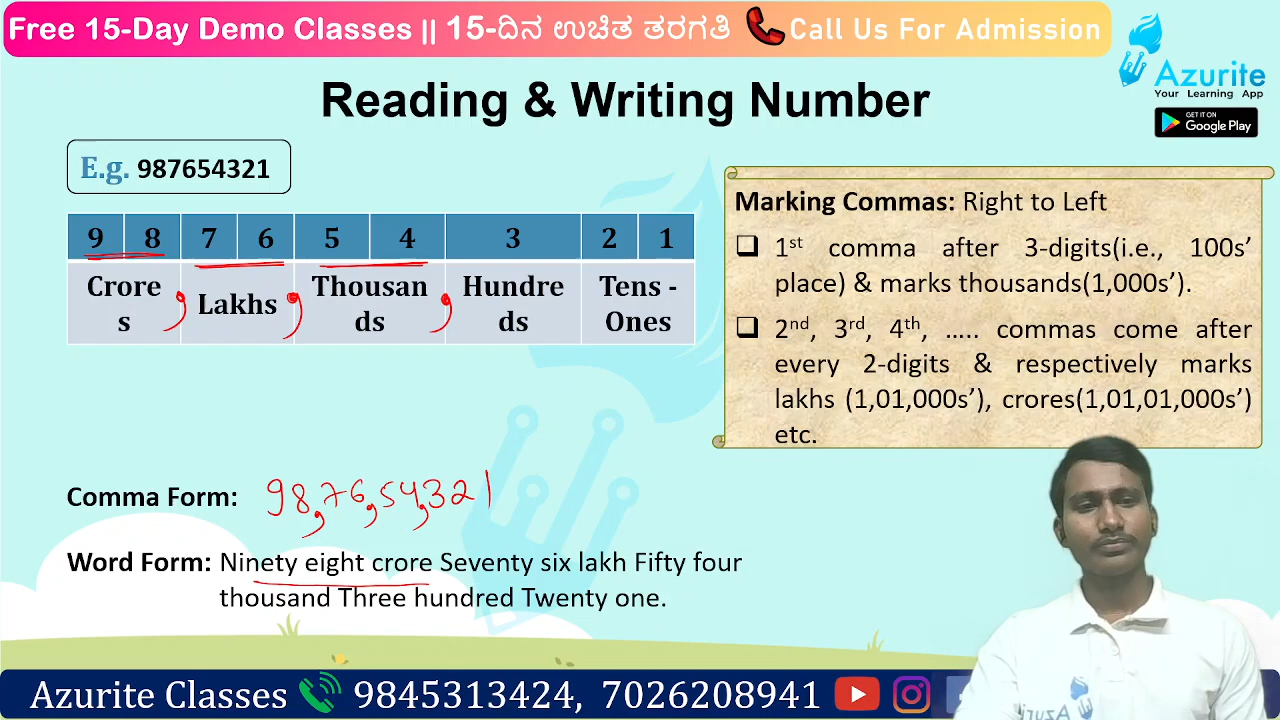 Free 15-Day Demo Classes || 15-ದಿನ ಉಚಿತ ತರಗತಿ 📞Call Us For Admission
Azurite
Your Learning App
GET IT ON
Google Play
Reading & Writing Number
E.g. 987654321
9 8 7 6 5 4 3 2 1
Crore
s
Lakhs
Thousan
ds
Hundre
ds
Tens -
Ones
Marking Commas: Right to Left
❑ 1st comma after 3-digits(i.e., 100s’
place) & marks thousands(1,000s’).
❑ 2nd, 3rd, 4th, ….. commas come after
every 2-digits & respectively marks
lakhs (1,01,000s’), crores(1,01,01,000s’)
etc.
Comma Form: 98,76,54,321
Word Form: Ninety eight crore Seventy six lakh Fifty four
thousand Three hundred Twenty one.
Azurite Classes 9845313424, 7026208941